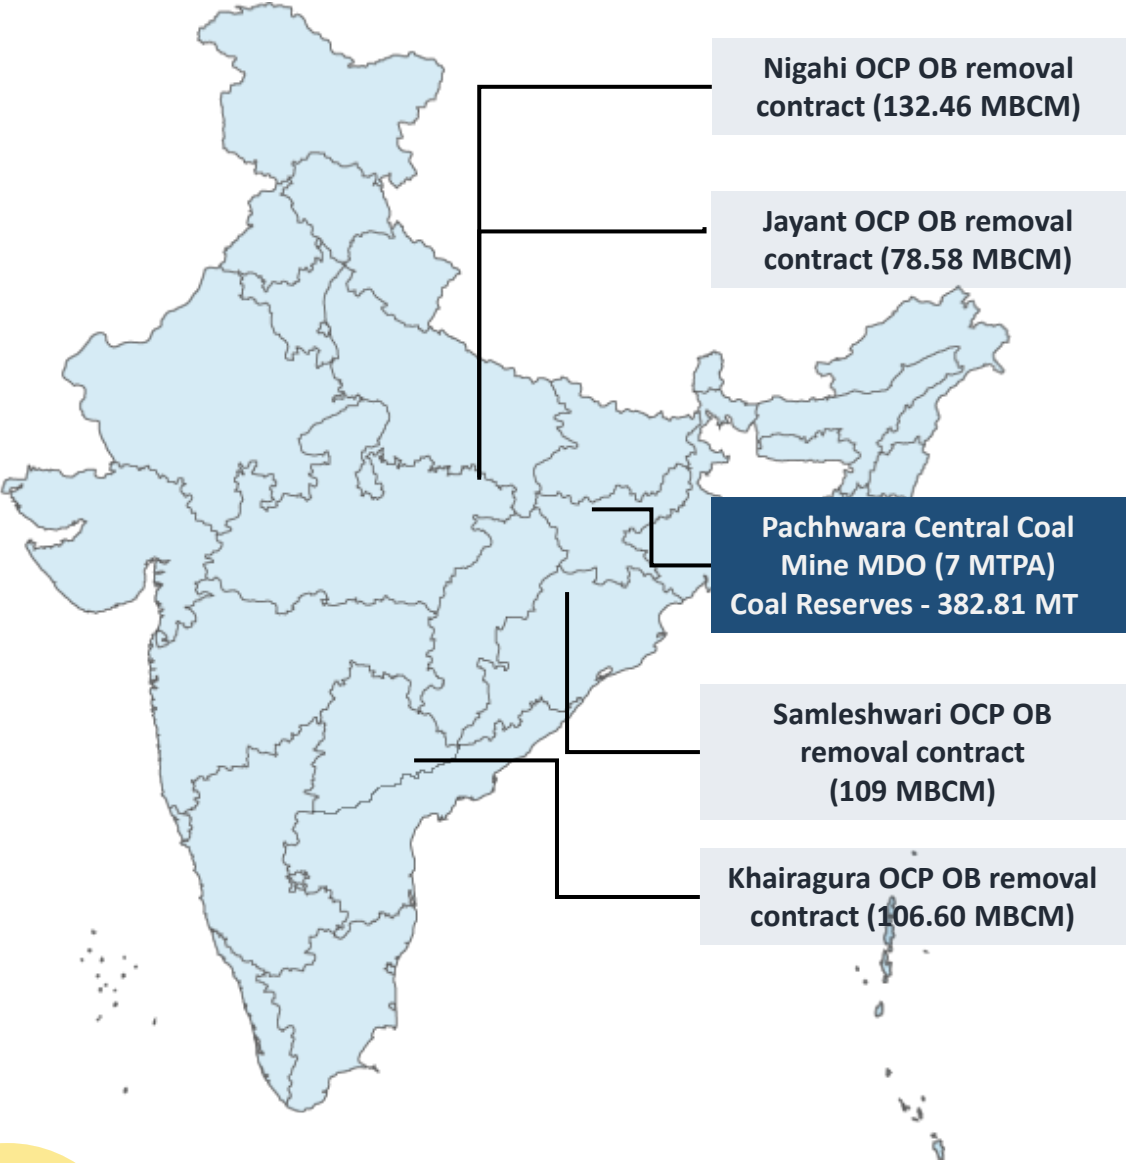 Nigahi OCP OB removal
contract (132.46 MBCM)
Jayant OCP OB removal
contract (78.58 MBCM)
Pachhwara Central Coal
Mine MDO (7 MTPA)
Coal Reserves - 382.81 MT
Samleshwari OCP OB
removal contract
(109 MBCM)
Khairagura OCP OB removal
contract (106.60 MBCM)